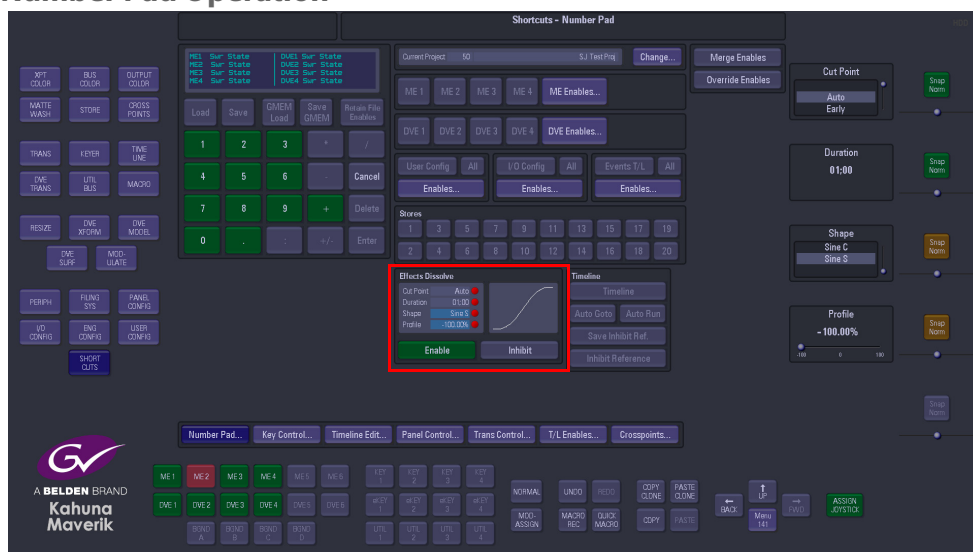 Number Pad Operation
Shortcuts - Number Pad
XPT COLOR
BUS COLOR
OUTPUT COLOR
MATTE WASH
STORE
CROSS POINTS
TRANS
KEYER
TIME LINE
DVE TRANS
UTIL BUS
MACRO
RESIZE
DVE XFORM
DVE MODEL
DVE SURF
MOD- ULATE
PERIPH
FILING SYS
PANEL CONFIG
I/O CONFIG
ENG CONFIG
USER CONFIG
SHORT CUTS
ME1 Swr State DVE1 Swr State
ME2 Swr State DVE2 Swr State
ME3 Swr State DVE3 Swr State
ME4 Swr State DVE4 Swr State
Load
Save
GMEM Load
Save GMEM
Retain File Enables
1 2 3 * /
4 5 6 - Cancel
7 8 9 + Delete
0 . : +/- Enter
Current Project 50 SJ Test Proj Change...
ME 1 ME 2 ME 3 ME 4 ME Enables...
DVE 1 DVE 2 DVE 3 DVE 4 DVE Enables...
User Config All I/O Config All Events T/L All
Enables... Enables... Enables...
Stores
1 3 5 7 9 11 13 15 17 19
2 4 6 8 10 12 14 16 18 20
Effects Dissolve
Cut Point Auto
Duration 01:00
Shape Sine S
Profile -100.00%
Enable Inhibit
Timeline
Timeline
Auto Goto Auto Run
Save Inhibit Ref.
Inhibit Reference
Merge Enables
Override Enables
Cut Point
Auto
Early
Snap Norm
Duration
01;00
Snap Norm
Shape
Sine C
Sine S
Snap Norm
Profile
-100.00%
-100 0 100
Snap Norm
Snap Norm
Number Pad... Key Control... Timeline Edit... Panel Control... Trans Control... T/L Enables... Crosspoints...
GV
A BELDEN BRAND
Kahuna
Maverik
ME 1 ME 2 ME 3 ME 4 ME 5 ME 6
DVE 1 DVE 2 DVE 3 DVE 4 DVE 5 DVE 6
BGND A
BGND B
BGND C
BGND D
KEY 1
KEY 2
KEY 3
KEY 4
UTIL 1
UTIL 2
UTIL 3
UTIL 4
NORMAL
UNDO
REDO
COPY CLONE
PASTE CLONE
MOD- ASSIGN
MACRO REC
QUICK MACRO
COPY
PASTE
← BACK
↑ UP
Menu 141
→ FWD
ASSIGN JOYSTICK